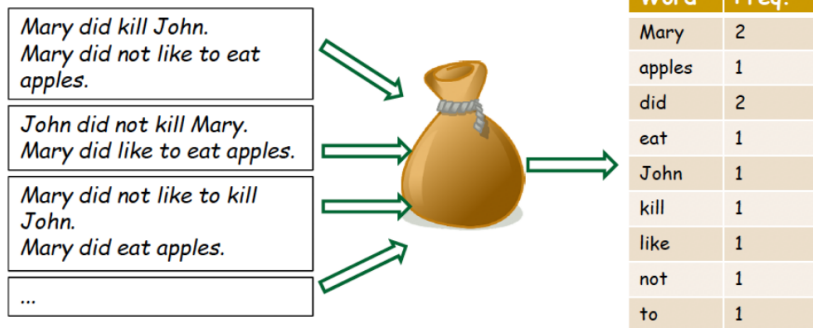 Mary did kill John.
Mary did not like to eat
apples.
John did not kill Mary.
Mary did like to eat apples.
Mary did not like to kill
John.
Mary did eat apples.
...
Word Freq.
Mary 2
apples 1
did 2
eat 1
John 1
kill 1
like 1
not 1
to 1